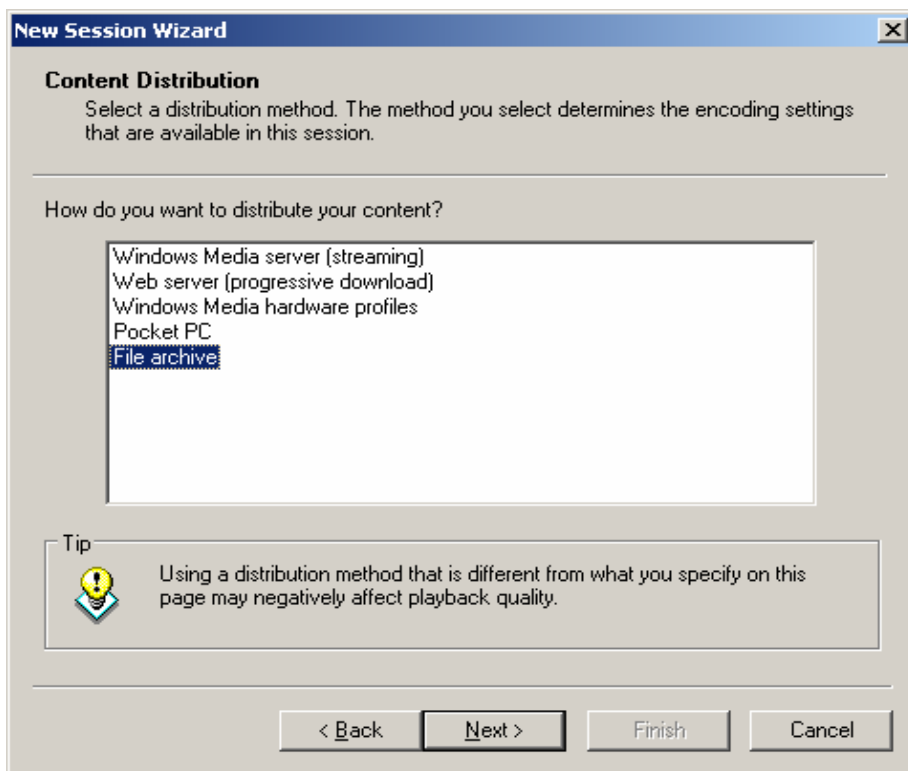 New Session Wizard
Content Distribution
Select a distribution method. The method you select determines the encoding settings
that are available in this session.
How do you want to distribute your content?
Windows Media server (streaming)
Web server (progressive download)
Windows Media hardware profiles
Pocket PC
File archive
Tip
Using a distribution method that is different from what you specify on this
page may negatively affect playback quality.
< Back Next > Finish Cancel